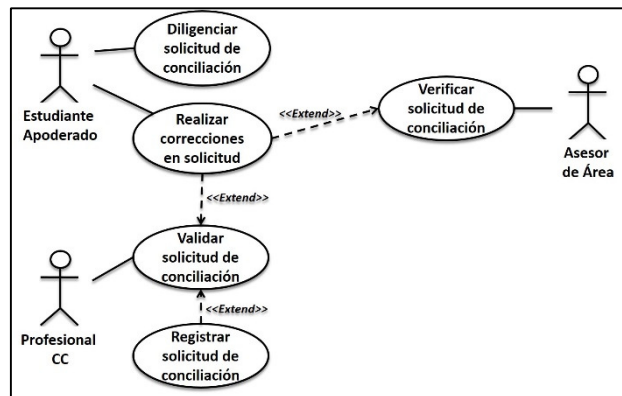 Diligenciar
solicitud de
conciliación
Estudiante
Apoderado
Realizar
correcciones
en solicitud
<<Extend>>
Verificar
solicitud de
conciliación
Asesor
de Área
<<Extend>>
Validar
solicitud de
conciliación
<<Extend>>
Profesional
CC
Registrar
solicitud de
conciliación